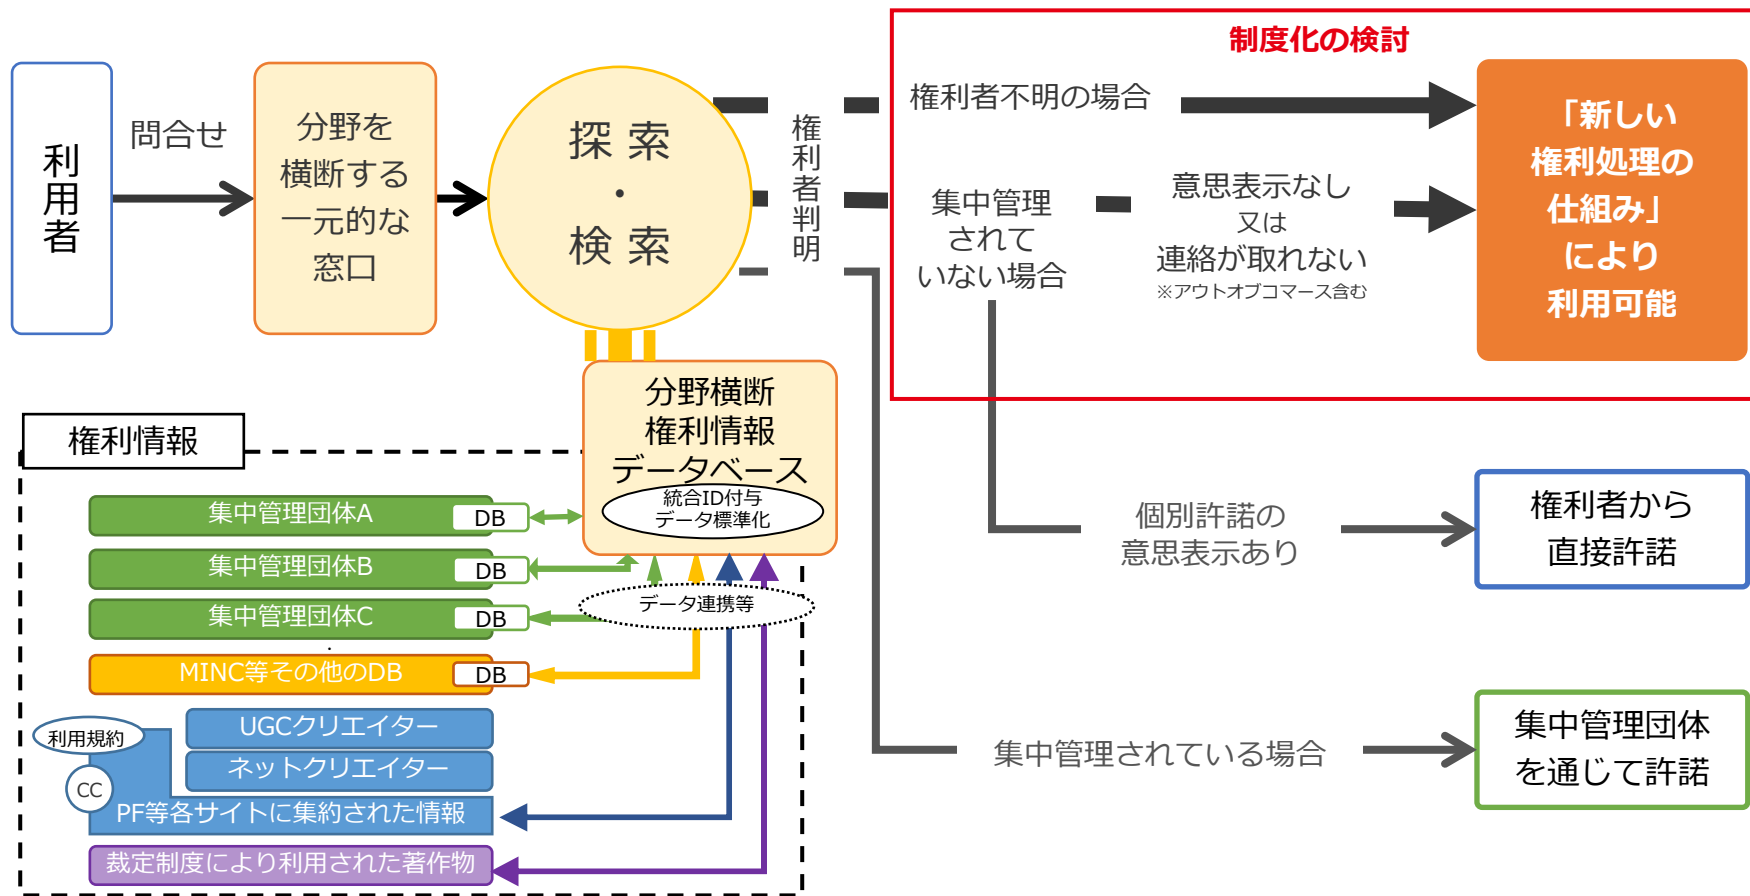 制度化の検討
利用者
問合せ
分野を
横断する
一元的な
窓口
探索
・
検索
権利者判明
権利者不明の場合
集中管理
されて
いない場合
意思表示なし
又は
連絡が取れない
※アウトオブコマース含む
「新しい
権利処理の
仕組み」
により
利用可能
分野横断
権利情報
データベース
統合ID付与
データ標準化
権利情報
集中管理団体A
DB
集中管理団体B
DB
集中管理団体C
DB
.
MINC等その他のDB
DB
データ連携等
利用規約
CC
UGCクリエイター
ネットクリエイター
PF等各サイトに集約された情報
裁定制度により利用された著作物
個別許諾の
意思表示あり
権利者から
直接許諾
集中管理されている場合
集中管理団体
を通じて許諾